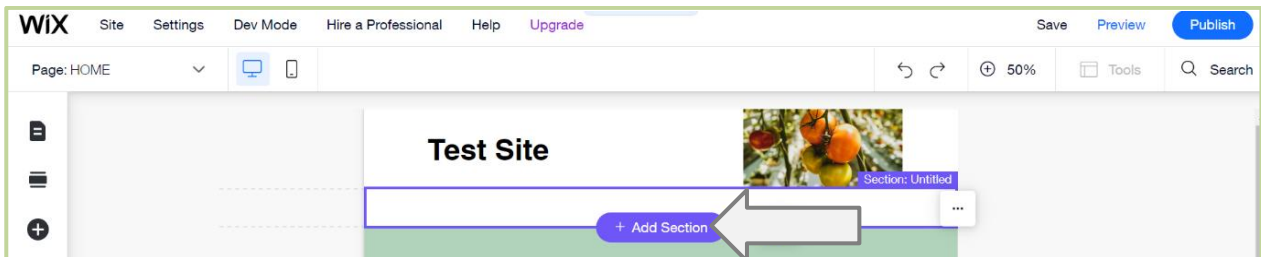 WiX Site Settings Dev Mode Hire a Professional Help Upgrade Save Preview Publish
Page: HOME 50% Tools Search
Test Site
Section: Untitled
+ Add Section